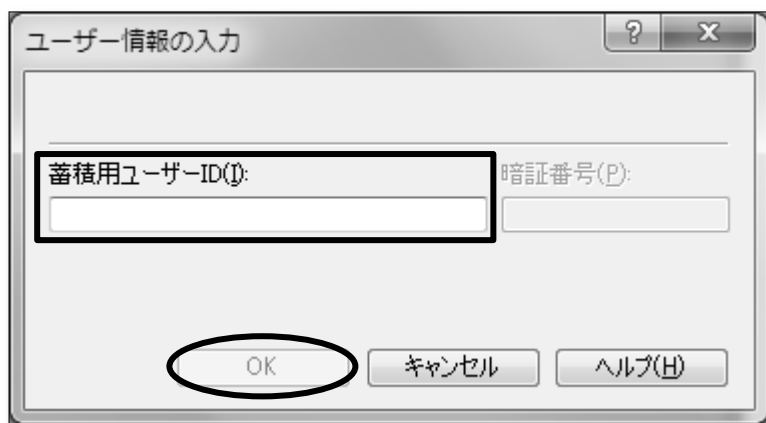 ユーザー情報の入力
蓄積用ユーザーID(I):
暗証番号(P):
OK
キャンセル
ヘルプ(H)